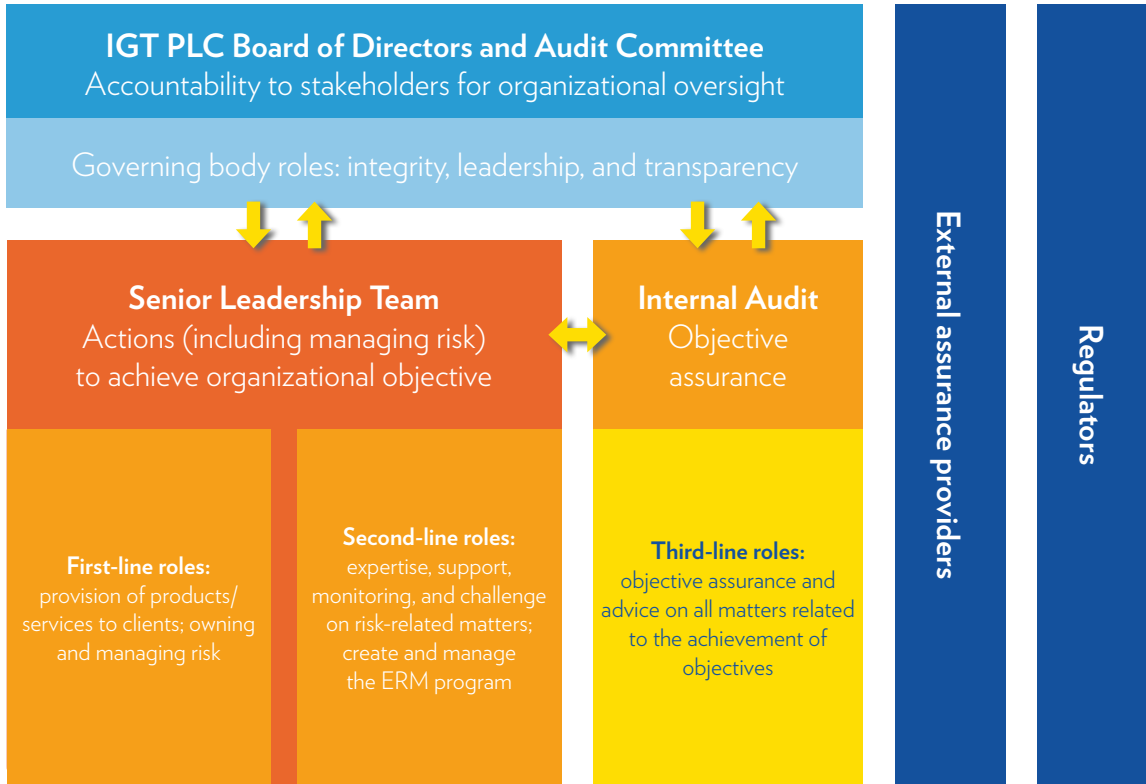 IGT PLC Board of Directors and Audit Committee
Accountability to stakeholders for organizational oversight
Governing body roles: integrity, leadership, and transparency
Senior Leadership Team
Actions (including managing risk)
to achieve organizational objective
Internal Audit
Objective
assurance
First-line roles:
provision of products/
services to clients; owning
and managing risk
Second-line roles:
expertise, support,
monitoring, and challenge
on risk-related matters;
create and manage
the ERM program
Third-line roles:
objective assurance and
advice on all matters related
to the achievement of
objectives
External assurance providers
Regulators